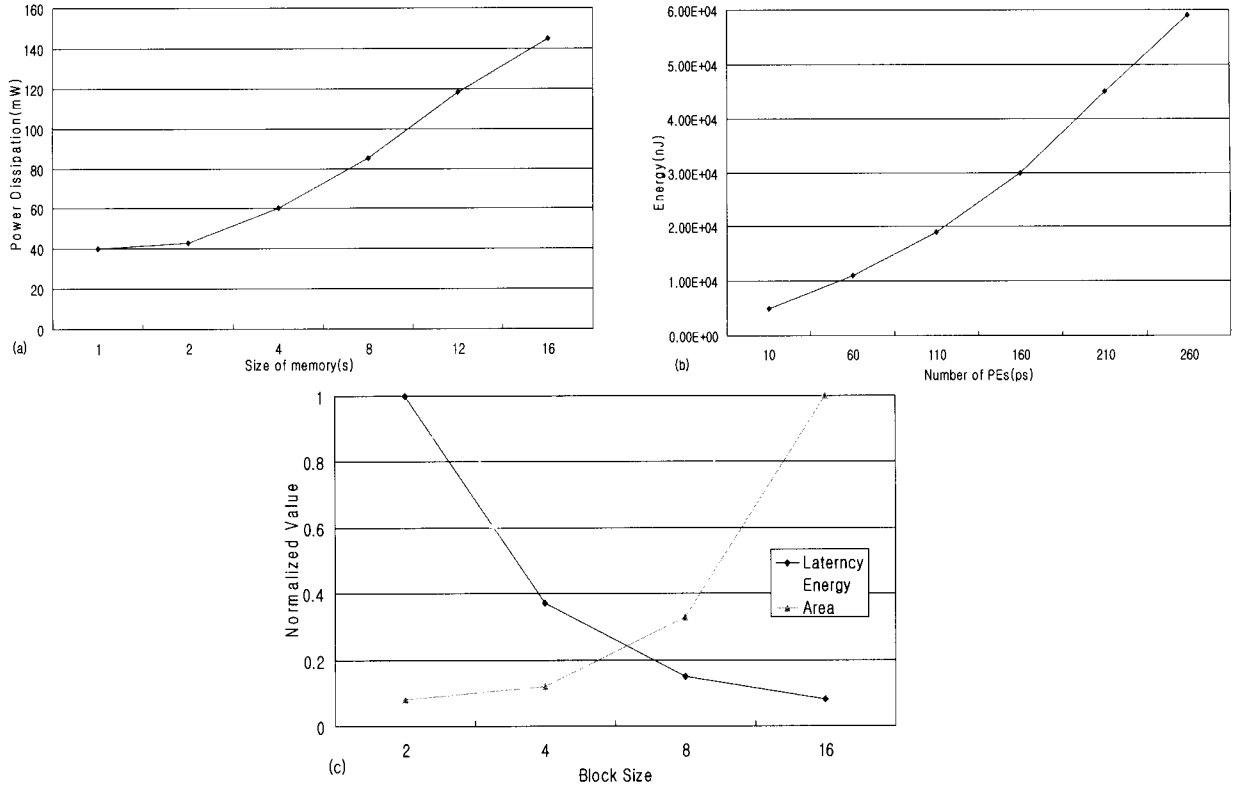 160
140
120
100
80
60
40
20
0
Power Dissipation(mW)
1 2 4 8 12 16
Size of memory(s)
(a)
6.00E+04
5.00E+04
4.00E+04
3.00E+04
2.00E+04
1.00E+04
0.00E+00
Energy(nJ)
10 60 110 160 210 260
Number of PEs(ps)
(b)
1
0.8
0.6
0.4
0.2
0
Normalized Value
Laterncy
Energy
Area
2 4 8 16
Block Size
(c)